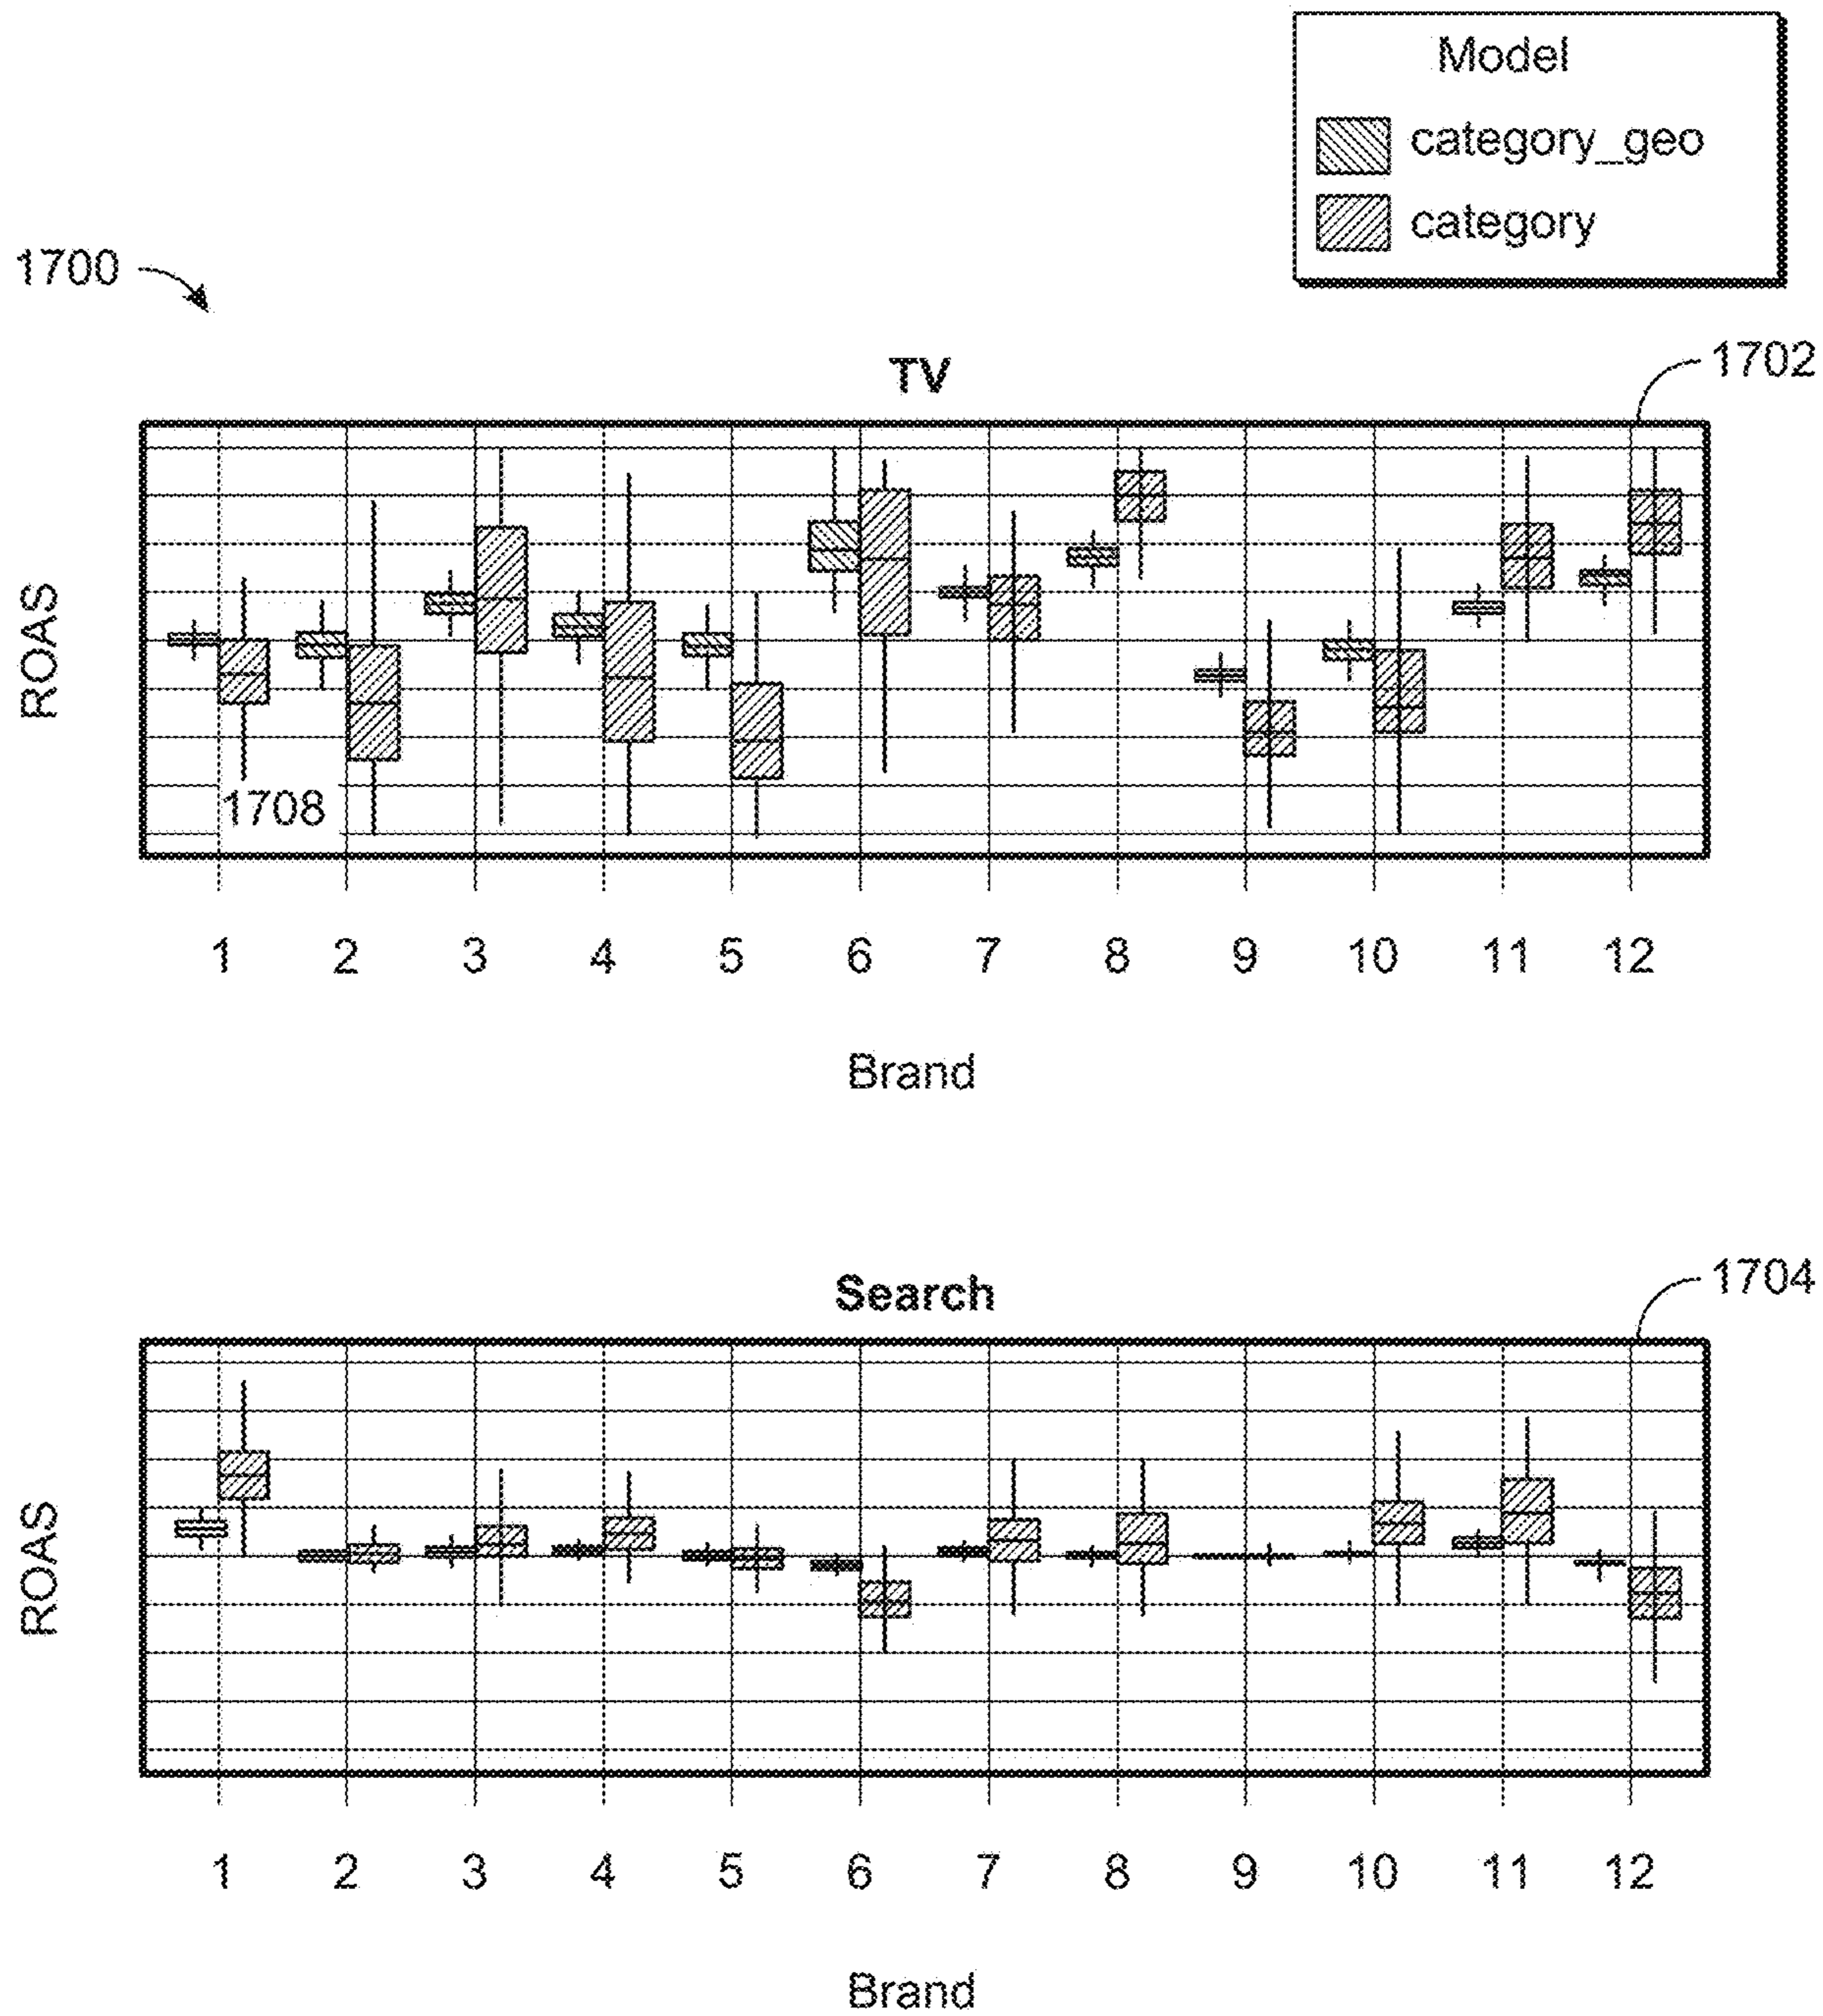 Model
category_geo
category
1700
TV
1702
ROAS
1708
1 2 3 4 5 6 7 8 9 10 11 12
Brand
Search
1704
ROAS
1 2 3 4 5 6 7 8 9 10 11 12
Brand